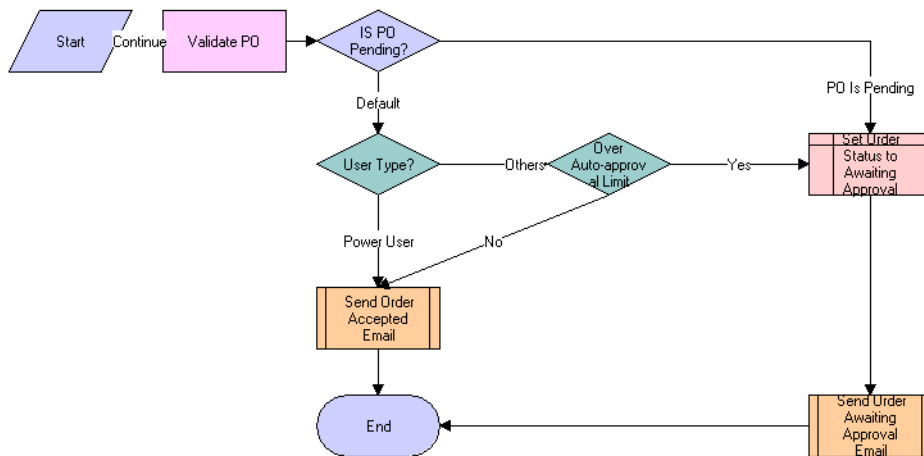 Start
Continue
Validate PO
IS PO
Pending?
PO Is Pending
Default
User Type?
Others
Over
Auto-approv
al Limit
Yes
Set Order
Status to
Awaiting
Approval
Power User
No
Send Order
Accepted
Email
End
Send Order
Awaiting
Approval
Email